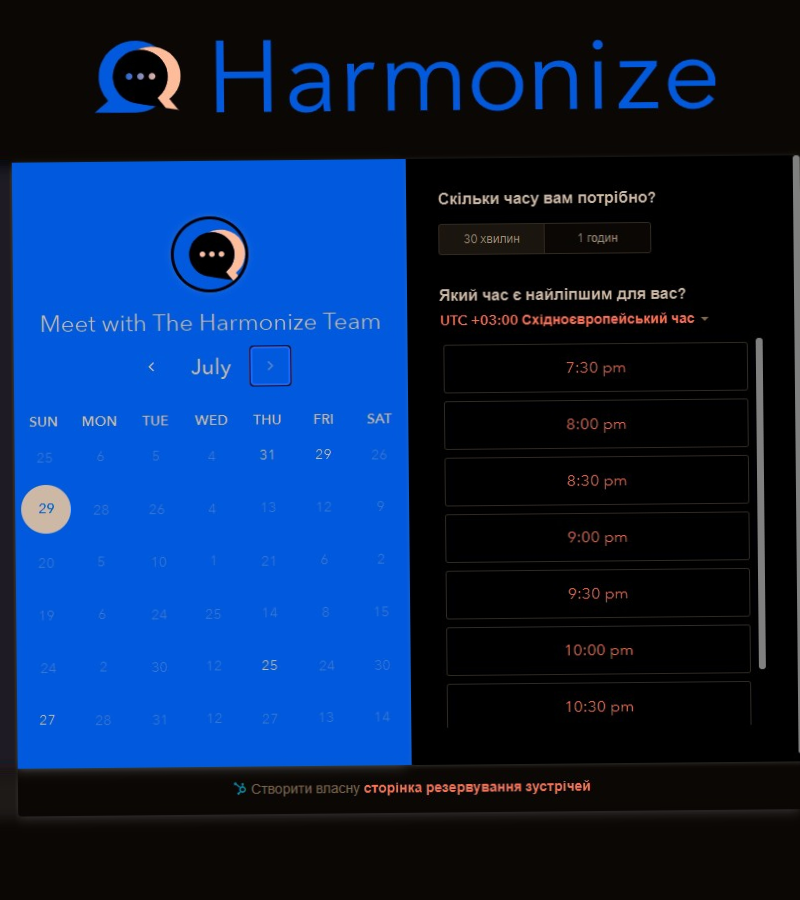 Harmonize
Meet with The Harmonize Team
July
SUN MON TUE WED THU FRI SAT
25 6 5 4 31 29 26
29 28 26 4 13 12 9
20 5 10 1 21 6 2
19 6 24 25 14 8 15
24 2 30 12 25 24 30
27 28 31 12 27 13 14
Скільки часу вам потрібно?
30 хвилин 1 годин
Який час є найліпшим для вас?
UTC +03:00 Східноєвропейський час
7:30 pm
8:00 pm
8:30 pm
9:00 pm
9:30 pm
10:00 pm
10:30 pm
Створити власну сторінка резервування зустрічей